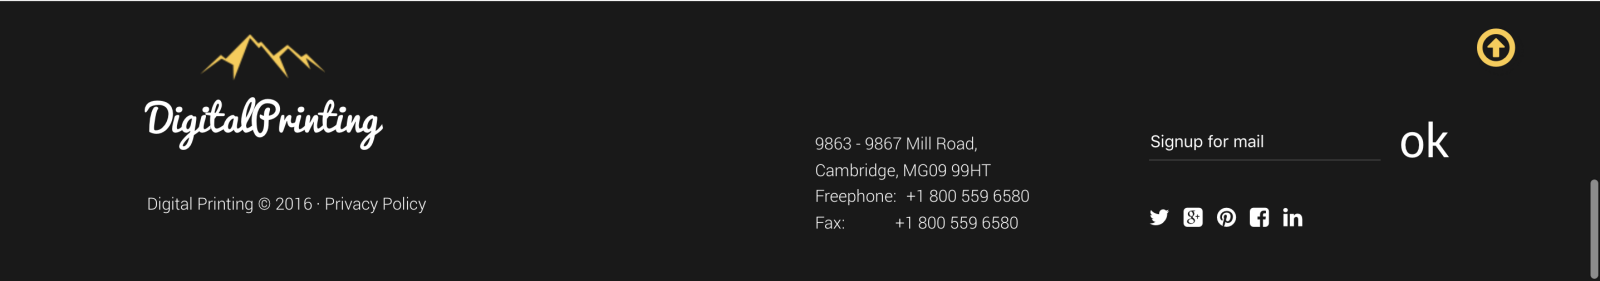 DigitalPrinting
Digital Printing © 2016 · Privacy Policy
9863 - 9867 Mill Road,
Cambridge, MG09 99HT
Freephone: +1 800 559 6580
Fax: +1 800 559 6580
Signup for mail
ok